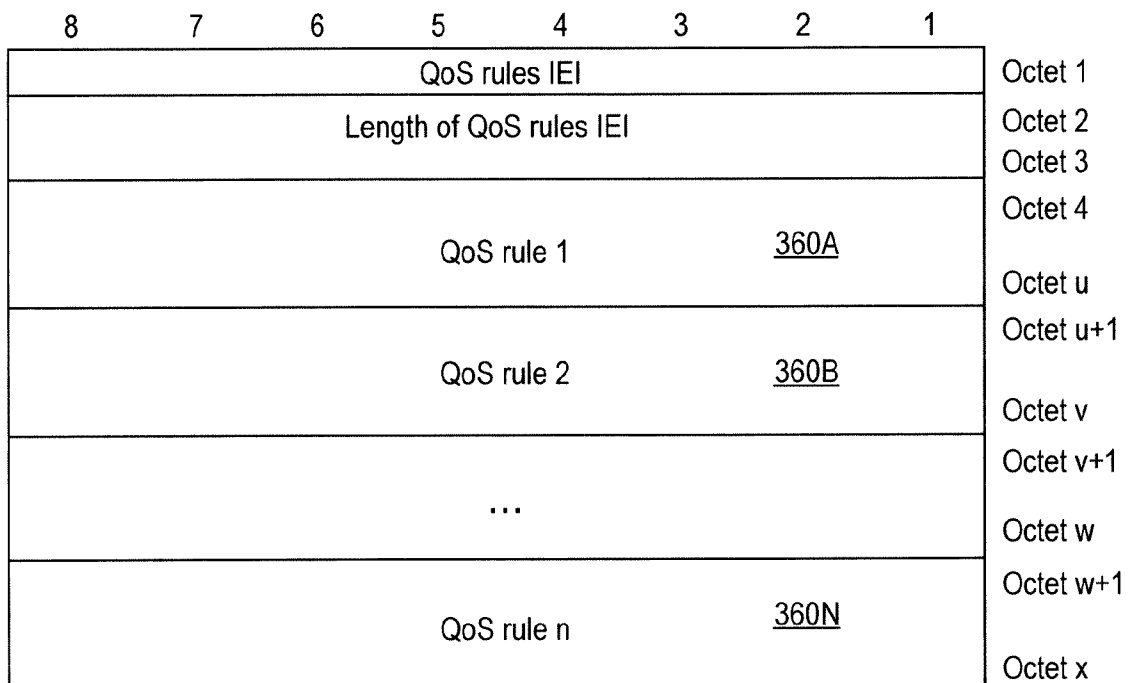 8 7 6 5 4 3 2 1
QoS rules IEI Octet 1
Length of QoS rules IEI Octet 2
Octet 3
Octet 4
QoS rule 1 360A
Octet u
Octet u+1
QoS rule 2 360B
Octet v
Octet v+1
...
Octet w
Octet w+1
QoS rule n 360N
Octet x